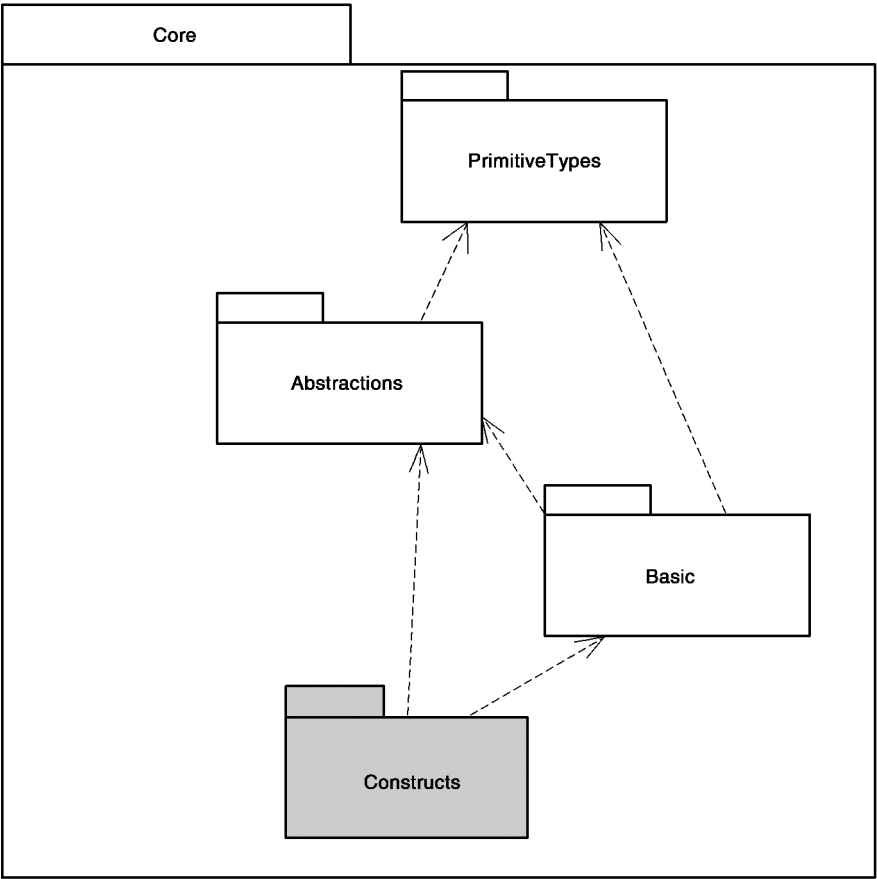 Core
PrimitiveTypes
Abstractions
Basic
Constructs